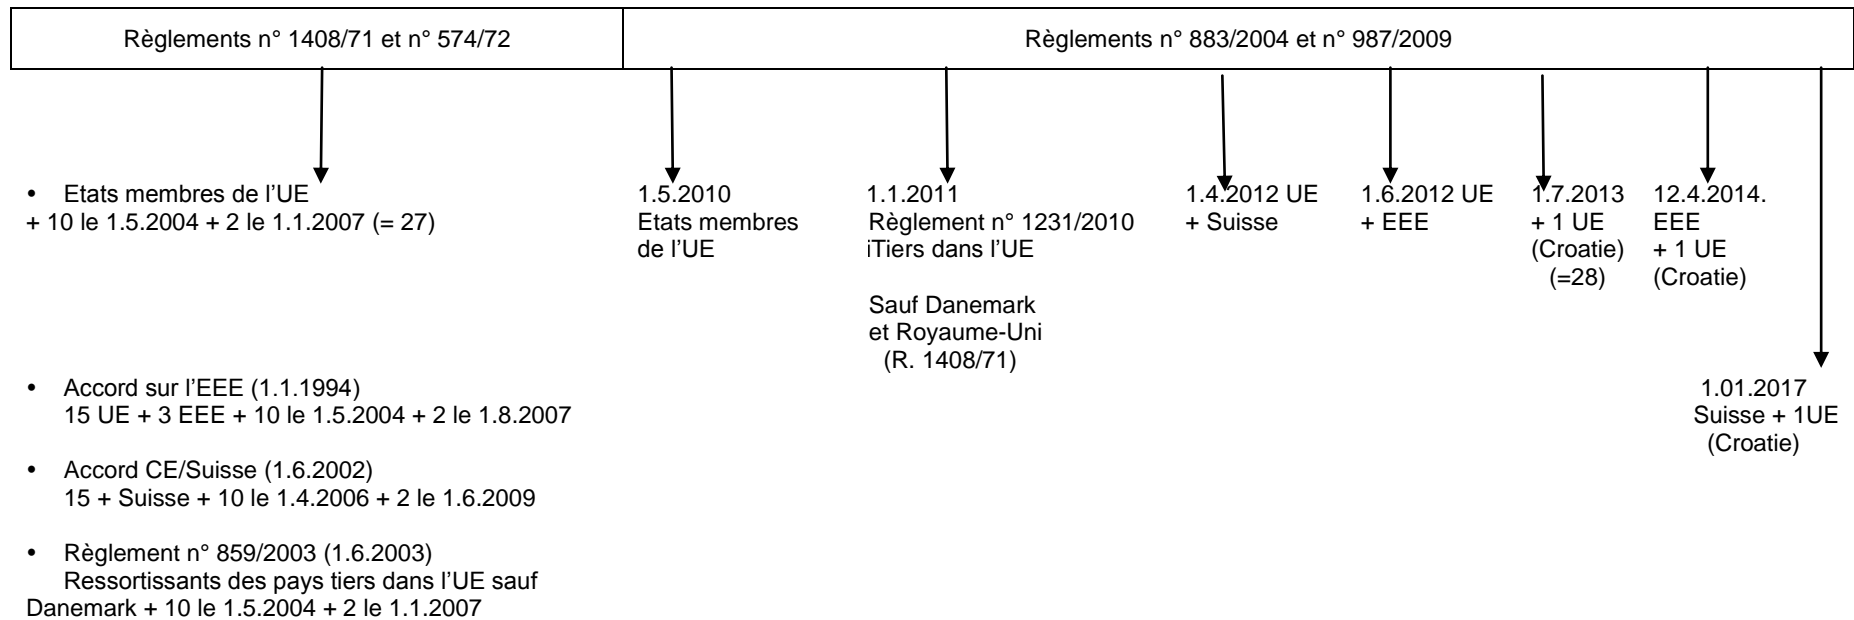 Règlements n° 1408/71 et n° 574/72
Règlements n° 883/2004 et n° 987/2009
• Etats membres de l’UE
+ 10 le 1.5.2004 + 2 le 1.1.2007 (= 27)
1.5.2010
Etats membres
de l’UE
1.1.2011
Règlement n° 1231/2010
iTiers dans l’UE
Sauf Danemark
et Royaume-Uni
(R. 1408/71)
1.4.2012 UE
+ Suisse
1.6.2012 UE
+ EEE
1.7.2013
+ 1 UE
(Croatie)
(=28)
12.4.2014.
EEE
+ 1 UE
(Croatie)
1.01.2017
Suisse + 1UE
(Croatie)
• Accord sur l’EEE (1.1.1994)
15 UE + 3 EEE + 10 le 1.5.2004 + 2 le 1.8.2007
• Accord CE/Suisse (1.6.2002)
15 + Suisse + 10 le 1.4.2006 + 2 le 1.6.2009
• Règlement n° 859/2003 (1.6.2003)
Ressortissants des pays tiers dans l’UE sauf
Danemark + 10 le 1.5.2004 + 2 le 1.1.2007